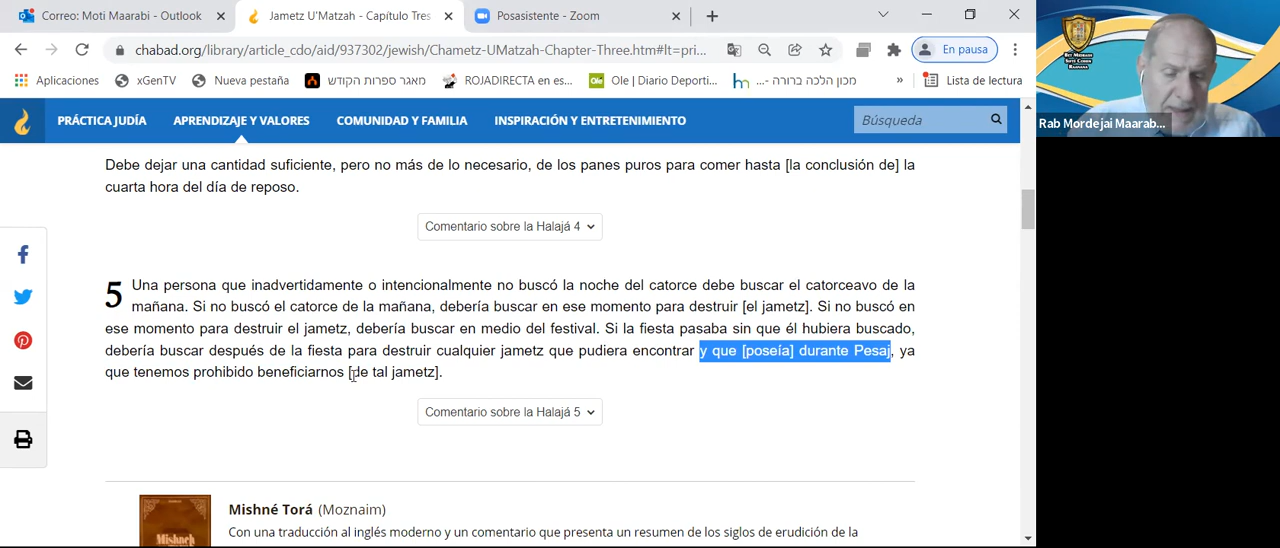 Correo: Moti Maarabi - Outlook
Jametz U'Matzah - Capítulo Tres
Posasistente - Zoom
chabad.org/library/article_cdo/aid/937302/jewish/Chametz-UMatzah-Chapter-Three.htm#lt=pri...
En pausa
Aplicaciones
xGenTV
Nueva pestaña
מאגר ספרות הקודש
ROJADIRECTA en es...
Ole | Diario Deporti...
מכון הלכה ברורה -...
»
Lista de lectura
PRÁCTICA JUDÍA
APRENDIZAJE Y VALORES
COMUNIDAD Y FAMILIA
INSPIRACIÓN Y ENTRETENIMIENTO
Búsqueda
Debe dejar una cantidad suficiente, pero no más de lo necesario, de los panes puros para comer hasta [la conclusión de] la
cuarta hora del día de reposo.
Comentario sobre la Halajá 4
5 Una persona que inadvertidamente o intencionalmente no buscó la noche del catorce debe buscar el catorceavo de la
mañana. Si no buscó el catorce de la mañana, debería buscar en ese momento para destruir [el jametz]. Si no buscó en
ese momento para destruir el jametz, debería buscar en medio del festival. Si la fiesta pasaba sin que él hubiera buscado,
debería buscar después de la fiesta para destruir cualquier jametz que pudiera encontrar y que [poseía] durante Pesaj, ya
que tenemos prohibido beneficiarnos [de tal jametz].
Comentario sobre la Halajá 5
Mishné Torá (Moznaim)
Con una traducción al inglés moderno y un comentario que presenta un resumen de los siglos de erudición de la
Mishneh
Rab Mordejai Maarab...